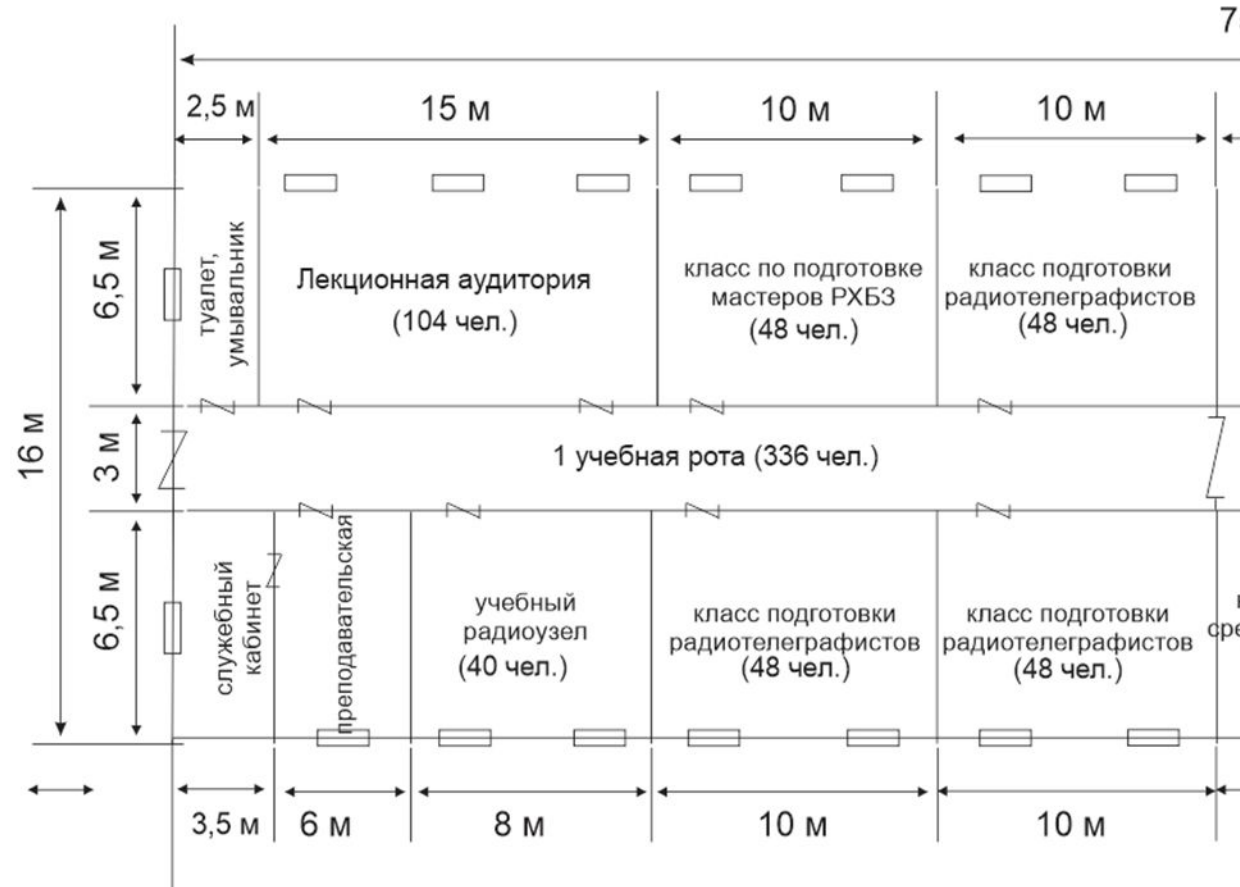 2,5 м
15 м
10 м
10 м
16 м
6,5 м
3 м
6,5 м
туалет,
умывальник
Лекционная аудитория
(104 чел.)
класс по подготовке
мастеров РХБЗ
(48 чел.)
класс подготовки
радиотелеграфистов
(48 чел.)
1 учебная рота (336 чел.)
служебный
кабинет
преподавательская
учебный
радиоузел
(40 чел.)
класс подготовки
радиотелеграфистов
(48 чел.)
класс подготовки
радиотелеграфистов
(48 чел.)
3,5 м
6 м
8 м
10 м
10 м